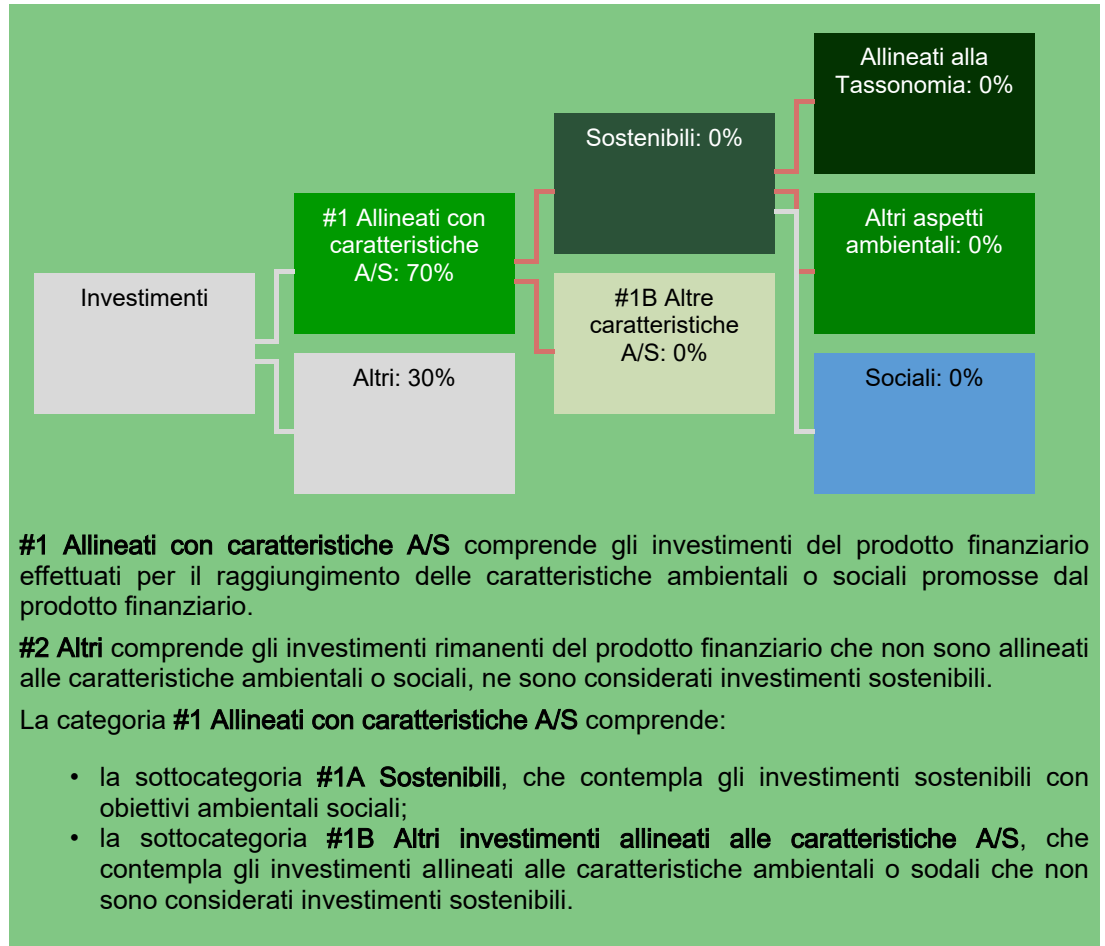 Allineati alla
Tassonomia: 0%
Sostenibili: 0%
#1 Allineati con
caratteristiche
A/S: 70%
Altri aspetti
ambientali: 0%
Investimenti
#1B Altre
caratteristiche
A/S: 0%
Altri: 30%
Sociali: 0%
#1 Allineati con caratteristiche A/S comprende gli investimenti del prodotto finanziario
effettuati per il raggiungimento delle caratteristiche ambientali o sociali promosse dal
prodotto finanziario.
#2 Altri comprende gli investimenti rimanenti del prodotto finanziario che non sono allineati
alle caratteristiche ambientali o sociali, ne sono considerati investimenti sostenibili.
La categoria #1 Allineati con caratteristiche A/S comprende:
• la sottocategoria #1A Sostenibili, che contempla gli investimenti sostenibili con
obiettivi ambientali sociali;
• la sottocategoria #1B Altri investimenti allineati alle caratteristiche A/S, che
contempla gli investimenti allineati alle caratteristiche ambientali o sodali che non
sono considerati investimenti sostenibili.